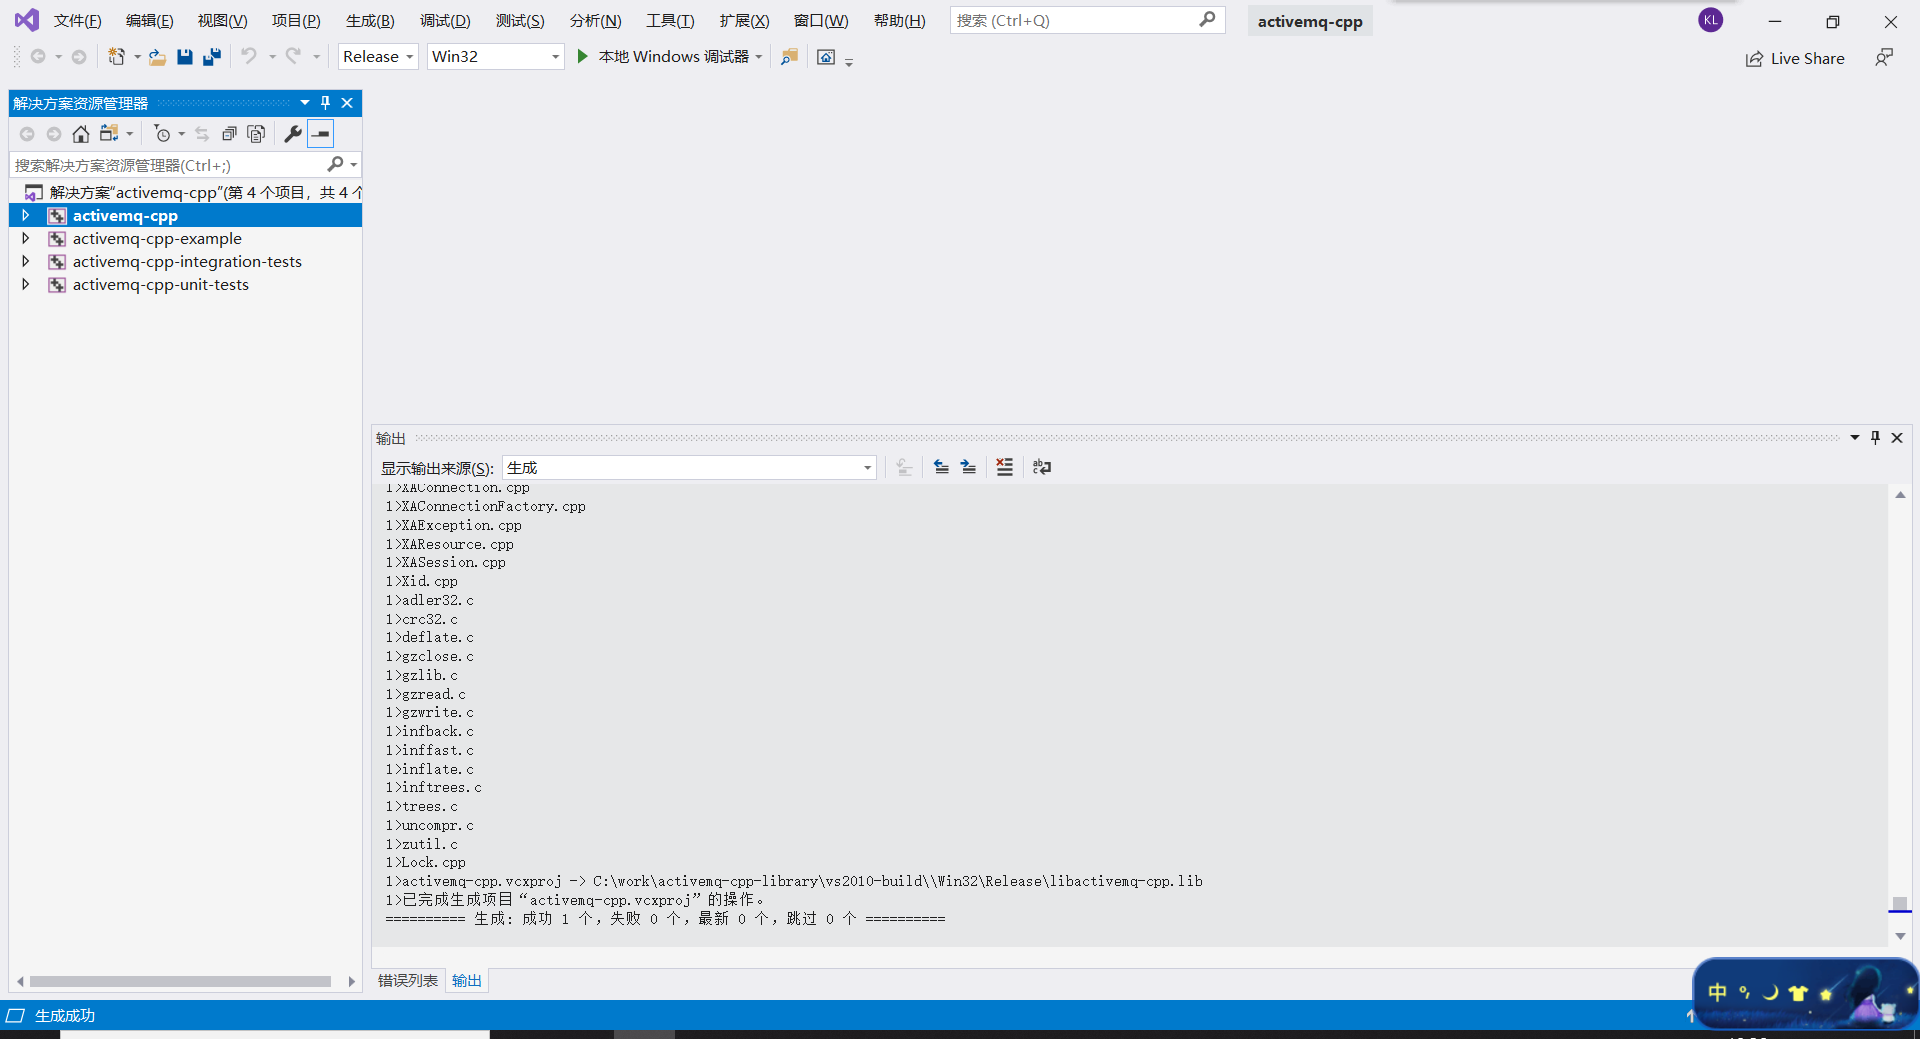 文件(F) 编辑(E) 视图(V) 项目(P) 生成(B) 调试(D) 测试(S) 分析(N) 工具(T) 扩展(X) 窗口(W) 帮助(H) 搜索 (Ctrl+Q) activemq-cpp KL
Release Win32 本地 Windows 调试器 Live Share
解决方案资源管理器
搜索解决方案资源管理器(Ctrl+;)
解决方案"activemq-cpp"(第 4 个项目，共 4 个
activemq-cpp
activemq-cpp-example
activemq-cpp-integration-tests
activemq-cpp-unit-tests
输出
显示输出来源(S): 生成
1>XAConnection.cpp
1>XAConnectionFactory.cpp
1>XAException.cpp
1>XAResource.cpp
1>XASession.cpp
1>Xid.cpp
1>adler32.c
1>crc32.c
1>deflate.c
1>gzclose.c
1>gzlib.c
1>gzread.c
1>gzwrite.c
1>infback.c
1>inffast.c
1>inflate.c
1>inftrees.c
1>trees.c
1>uncompr.c
1>zutil.c
1>Lock.cpp
1>activemq-cpp.vcxproj -> C:\work\activemq-cpp-library\vs2010-build\\Win32\Release\libactivemq-cpp.lib
1>已完成生成项目“activemq-cpp.vcxproj”的操作。
========== 生成: 成功 1 个，失败 0 个，最新 0 个，跳过 0 个 ==========
错误列表 输出
中
生成成功